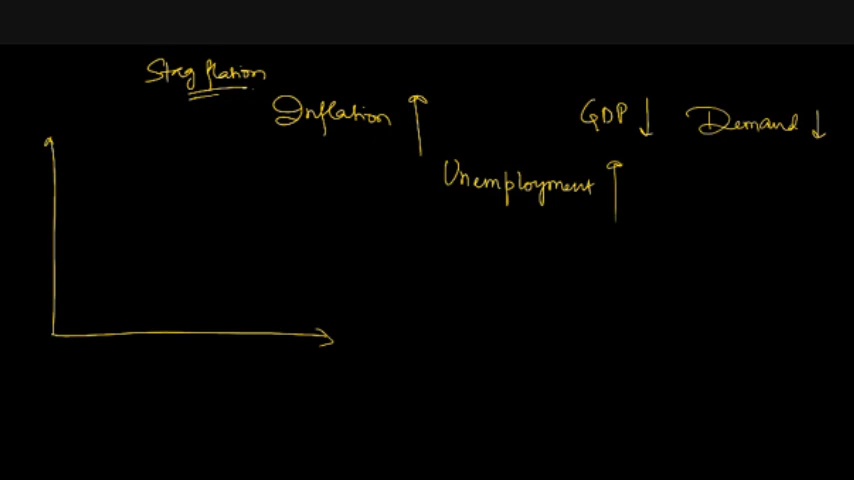 Stagflation
Inflation ↑ GDP ↓ Demand ↓
Unemployment ↑